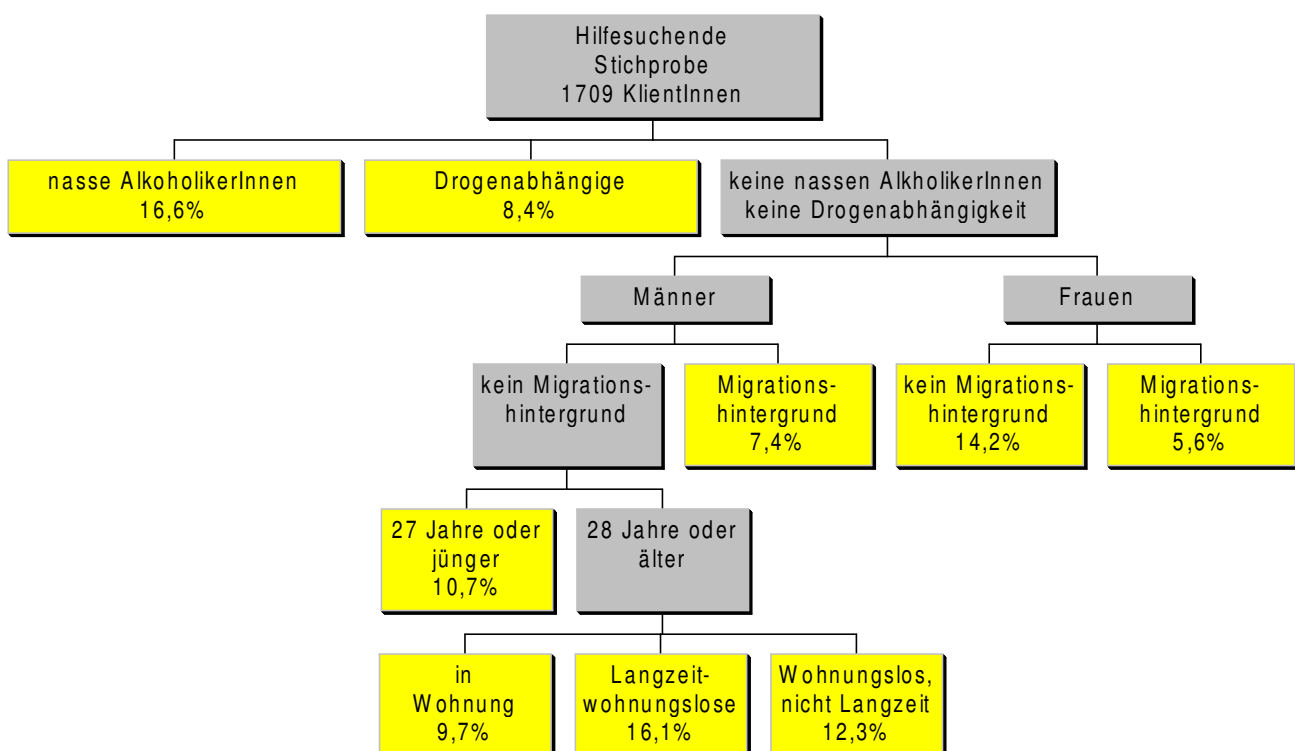 Hilfesuchende
Stichprobe
1709 KlientInnen
nasse AlkoholikerInnen
16,6%
Drogenabhängige
8,4%
keine nassen AlkholikerInnen
keine Drogenabhängigkeit
Männer
Frauen
kein Migrations-
hintergrund
Migrations-
hintergrund
7,4%
kein Migrations-
hintergrund
14,2%
Migrations-
hintergrund
5,6%
27 Jahre oder
jünger
10,7%
28 Jahre oder
älter
in
Wohnung
9,7%
Langzeit-
wohnungslose
16,1%
Wohnungslos,
nicht Langzeit
12,3%